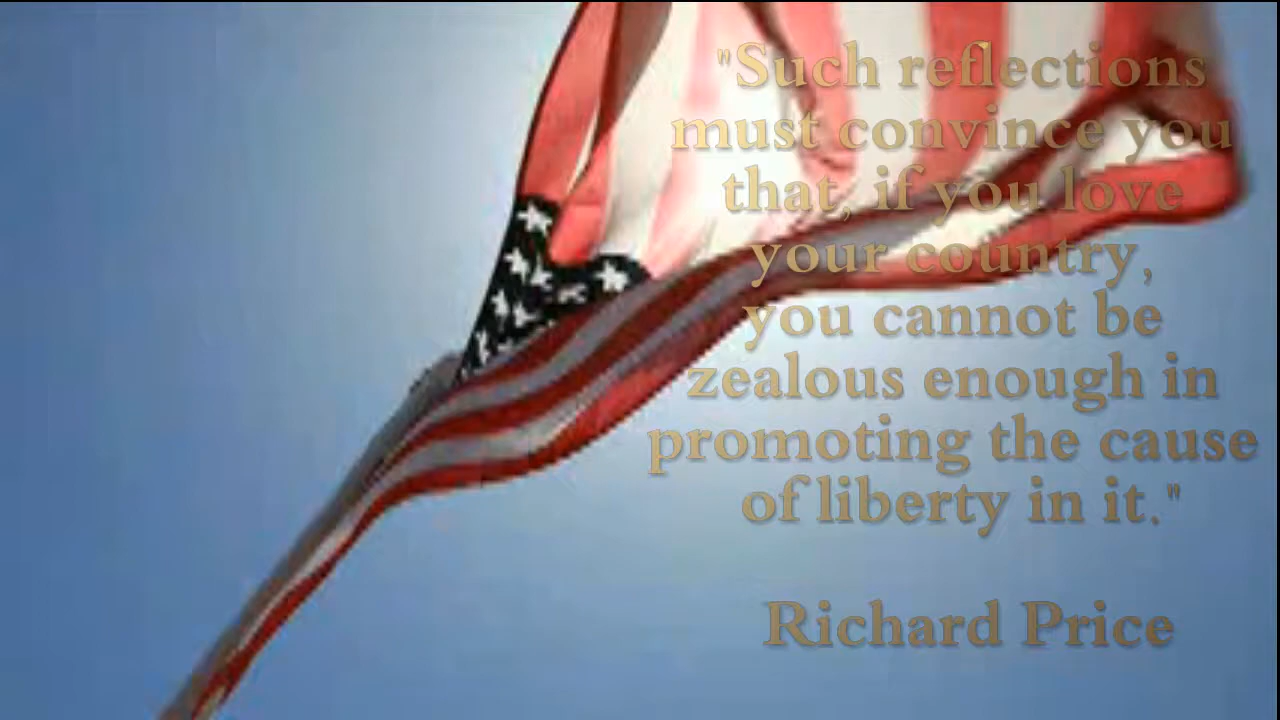 "Such reflections
must convince you
that, if you love
your country,
you cannot be
zealous enough in
promoting the cause
of liberty in it."
Richard Price